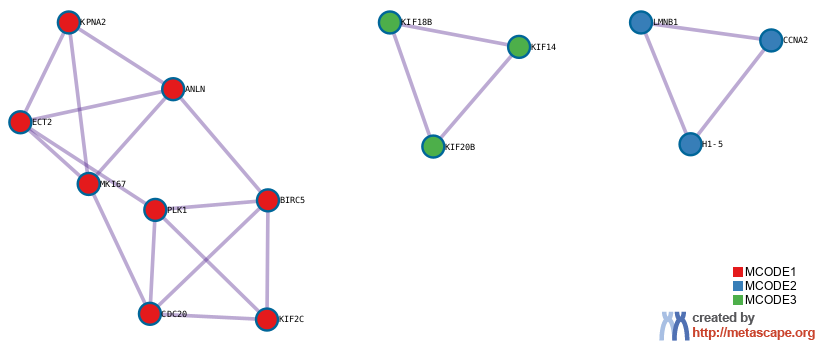 KPNA2
KIF18B
LMNB1
CCNA2
KIF14
ANLN
ECT2
H1-5
KIF20B
MKI67
BIRC5
PLK1
CDC20
KIF2C
MCODE1
MCODE2
MCODE3
created by
http://metascape.org